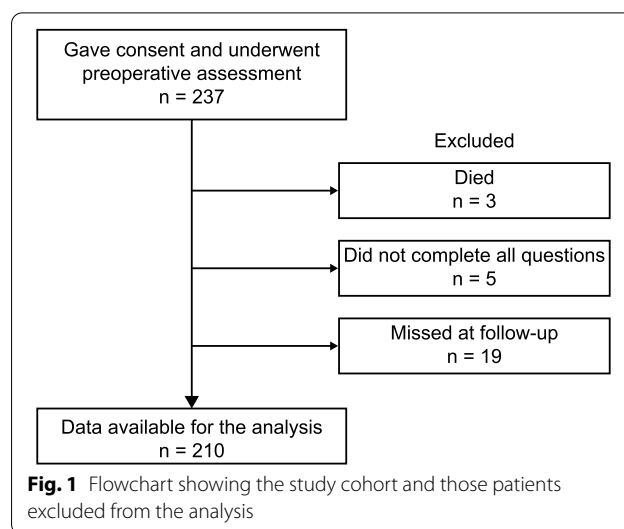 Gave consent and underwent
preoperative assessment
n = 237
Excluded
Died
n = 3
Did not complete all questions
n = 5
Missed at follow-up
n = 19
Data available for the analysis
n = 210
Fig. 1 Flowchart showing the study cohort and those patients
excluded from the analysis